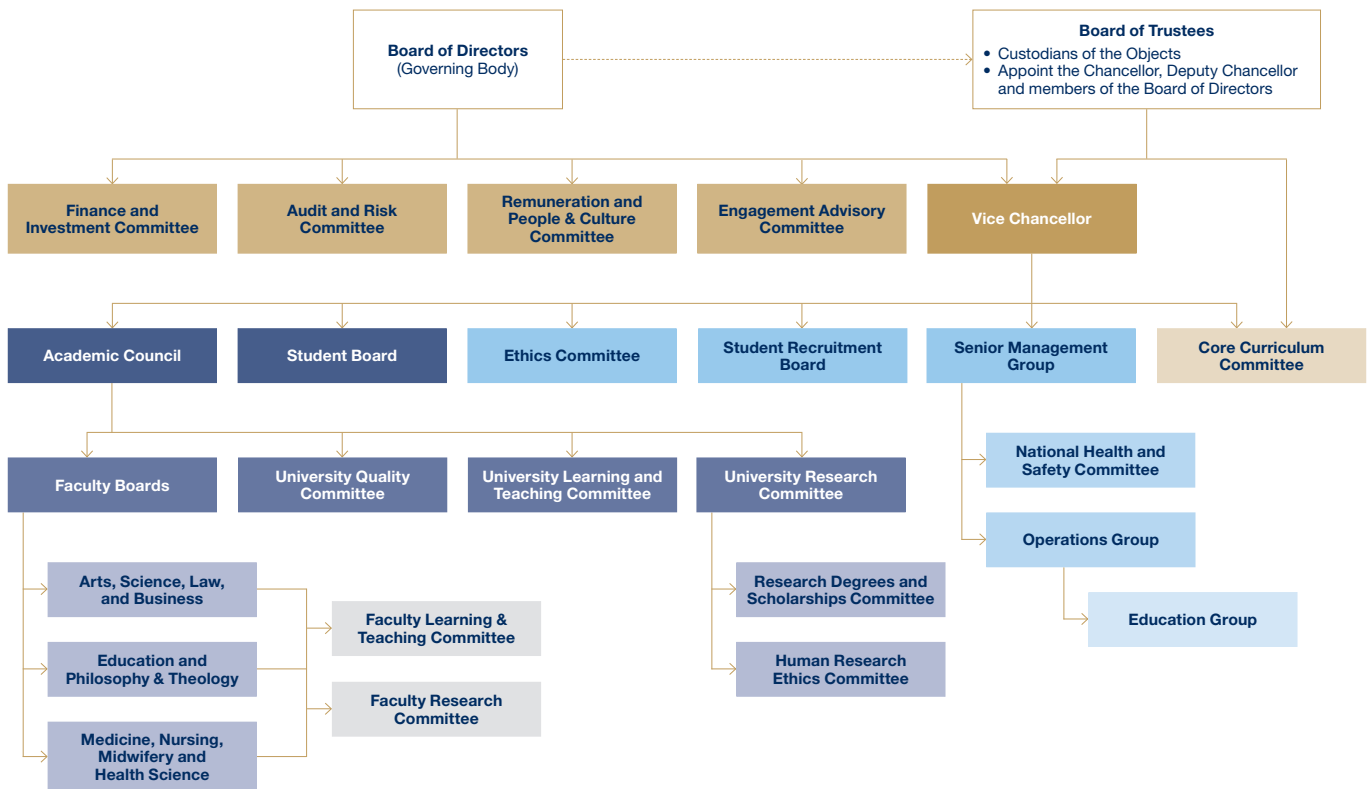 Board of Directors
(Governing Body)
Board of Trustees
• Custodians of the Objects
• Appoint the Chancellor, Deputy Chancellor
and members of the Board of Directors
Finance and
Investment Committee
Audit and Risk
Committee
Remuneration and
People & Culture
Committee
Engagement Advisory
Committee
Vice Chancellor
Academic Council
Student Board
Ethics Committee
Student Recruitment
Board
Senior Management
Group
Core Curriculum
Committee
National Health and
Safety Committee
Operations Group
Education Group
Faculty Boards
University Quality
Committee
University Learning and
Teaching Committee
University Research
Committee
Arts, Science, Law,
and Business
Education and
Philosophy & Theology
Medicine, Nursing,
Midwifery and
Health Science
Faculty Learning &
Teaching Committee
Faculty Research
Committee
Research Degrees and
Scholarships Committee
Human Research
Ethics Committee